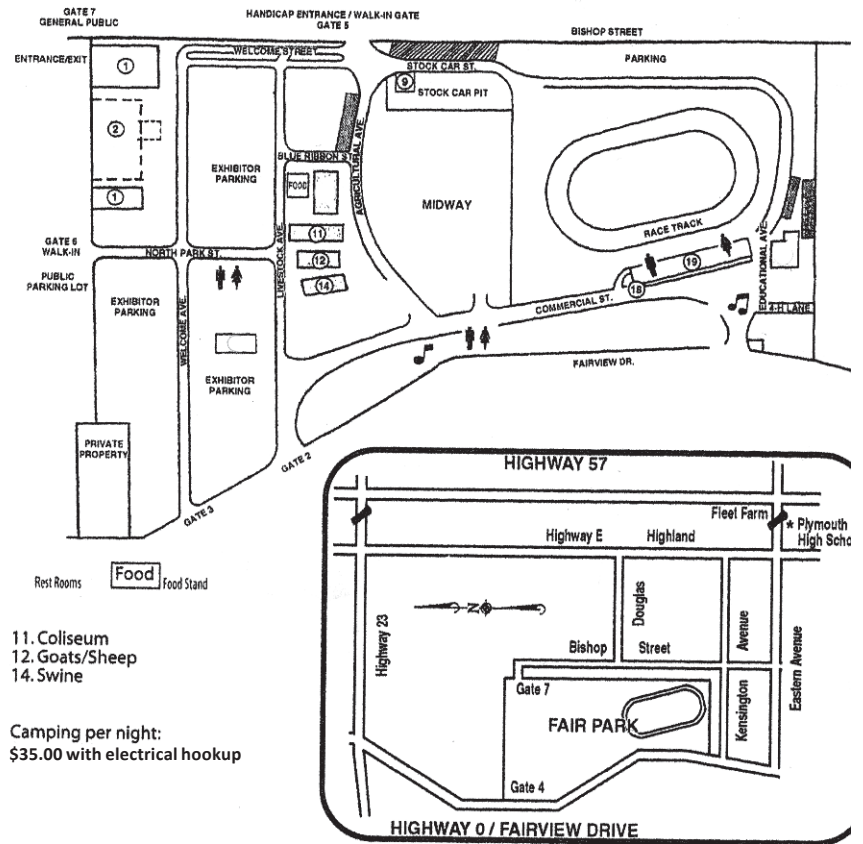 GATE 7
GENERAL PUBLIC
HANDICAP ENTRANCE / WALK-IN GATE
GATE 5
BISHOP STREET
ENTRANCE/EXIT
WELCOME STREET
STOCK CAR ST.
PARKING
1
9
STOCK CAR PIT
2
EXHIBITOR
PARKING
BLUE RIBBON ST.
AGRICULTURAL AVE.
FOOD
MIDWAY
1
11
RACE TRACK
GATE 6
WALK-IN
NORTH PARK ST.
LIVESTOCK AVE.
12
19
EDUCATIONAL AVE.
PUBLIC
PARKING LOT
14
18
EXHIBITOR
PARKING
COMMERCIAL ST.
4-H LANE
WELCOME AVE.
FAIRVIEW DR.
EXHIBITOR
PARKING
PRIVATE
PROPERTY
GATE 2
GATE 3
HIGHWAY 57
Fleet Farm
* Plymouth
High Scho
Highway E
Highland
Rest Rooms
Food
Food Stand
Highway 23
N
Douglas
Avenue
Eastern Avenue
11. Coliseum
12. Goats/Sheep
14. Swine
Bishop
Street
Gate 7
Kensington
FAIR PARK
Camping per night:
$35.00 with electrical hookup
Gate 4
HIGHWAY 0 / FAIRVIEW DRIVE